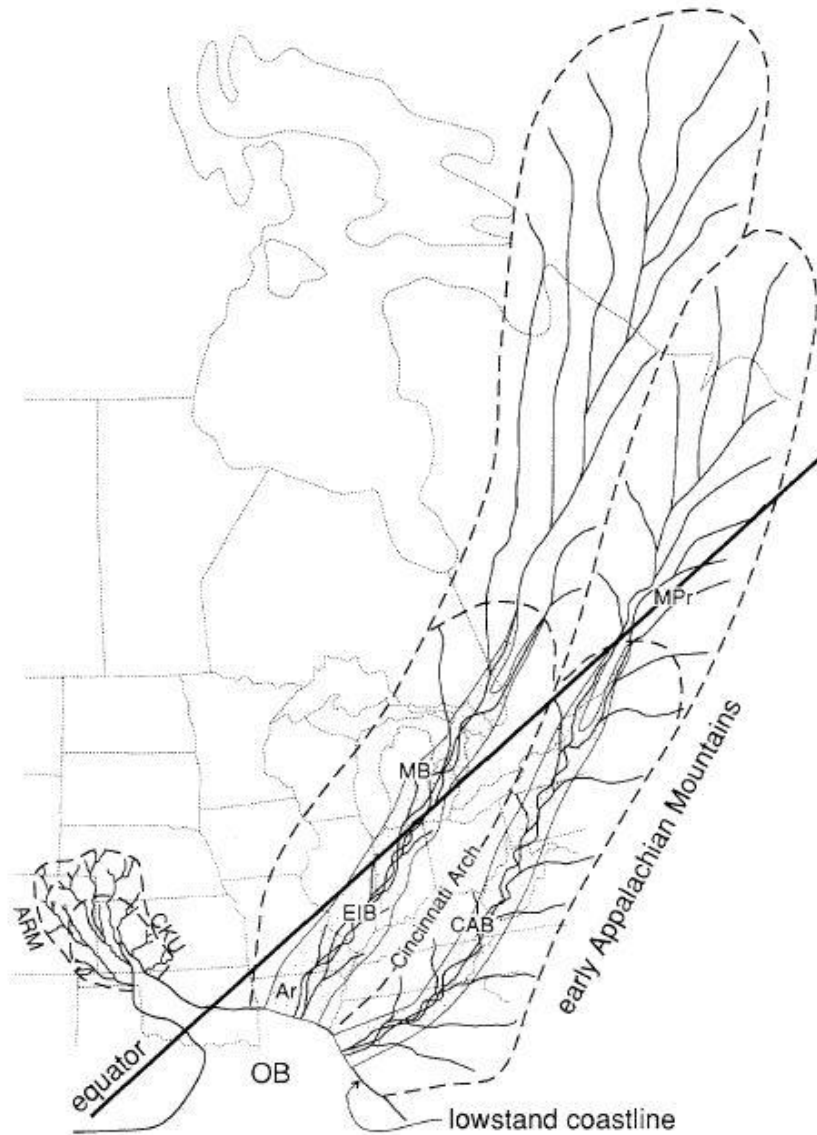 MPr
MB
early Appalachian Mountains
Cincinnati Arch
ARM
CKU
EIB
CAB
Ar
equator
OB
lowstand coastline